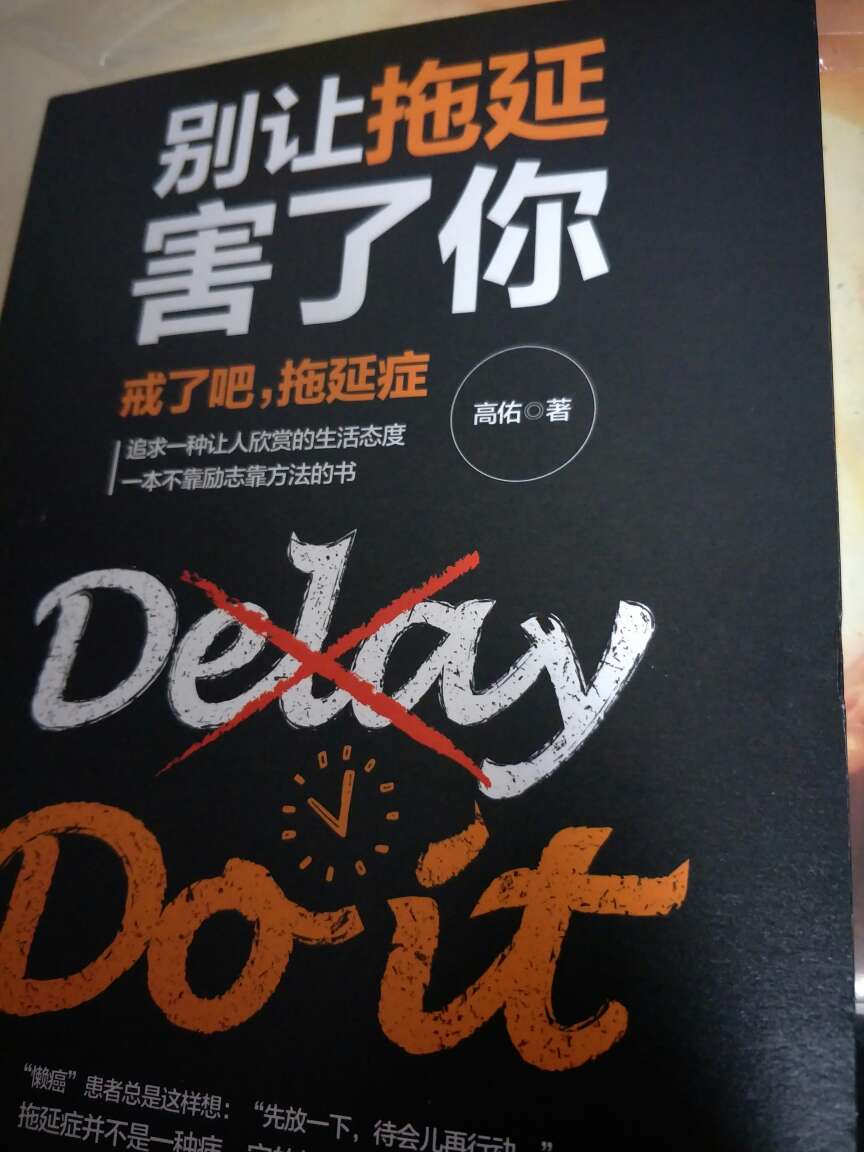 别让拖延
害了你
戒了吧，拖延症
高佑◎著
追求一种让人欣赏的生活态度
一本不靠励志靠方法的书
Delay
Do it
“懒癌”患者总是这样想：“先放一下，待会儿再行动。”
拖延症并不是一种病，